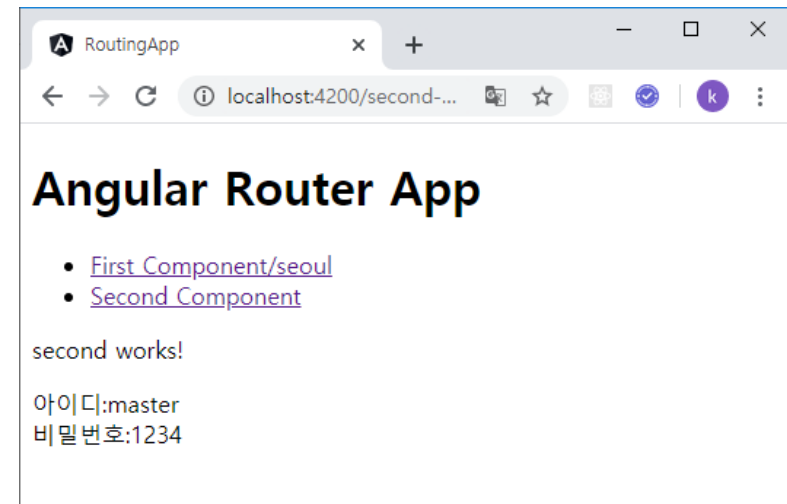 RoutingApp
localhost:4200/second-...
k
Angular Router App
First Component/seoul
Second Component
second works!
아이디:master
비밀번호:1234